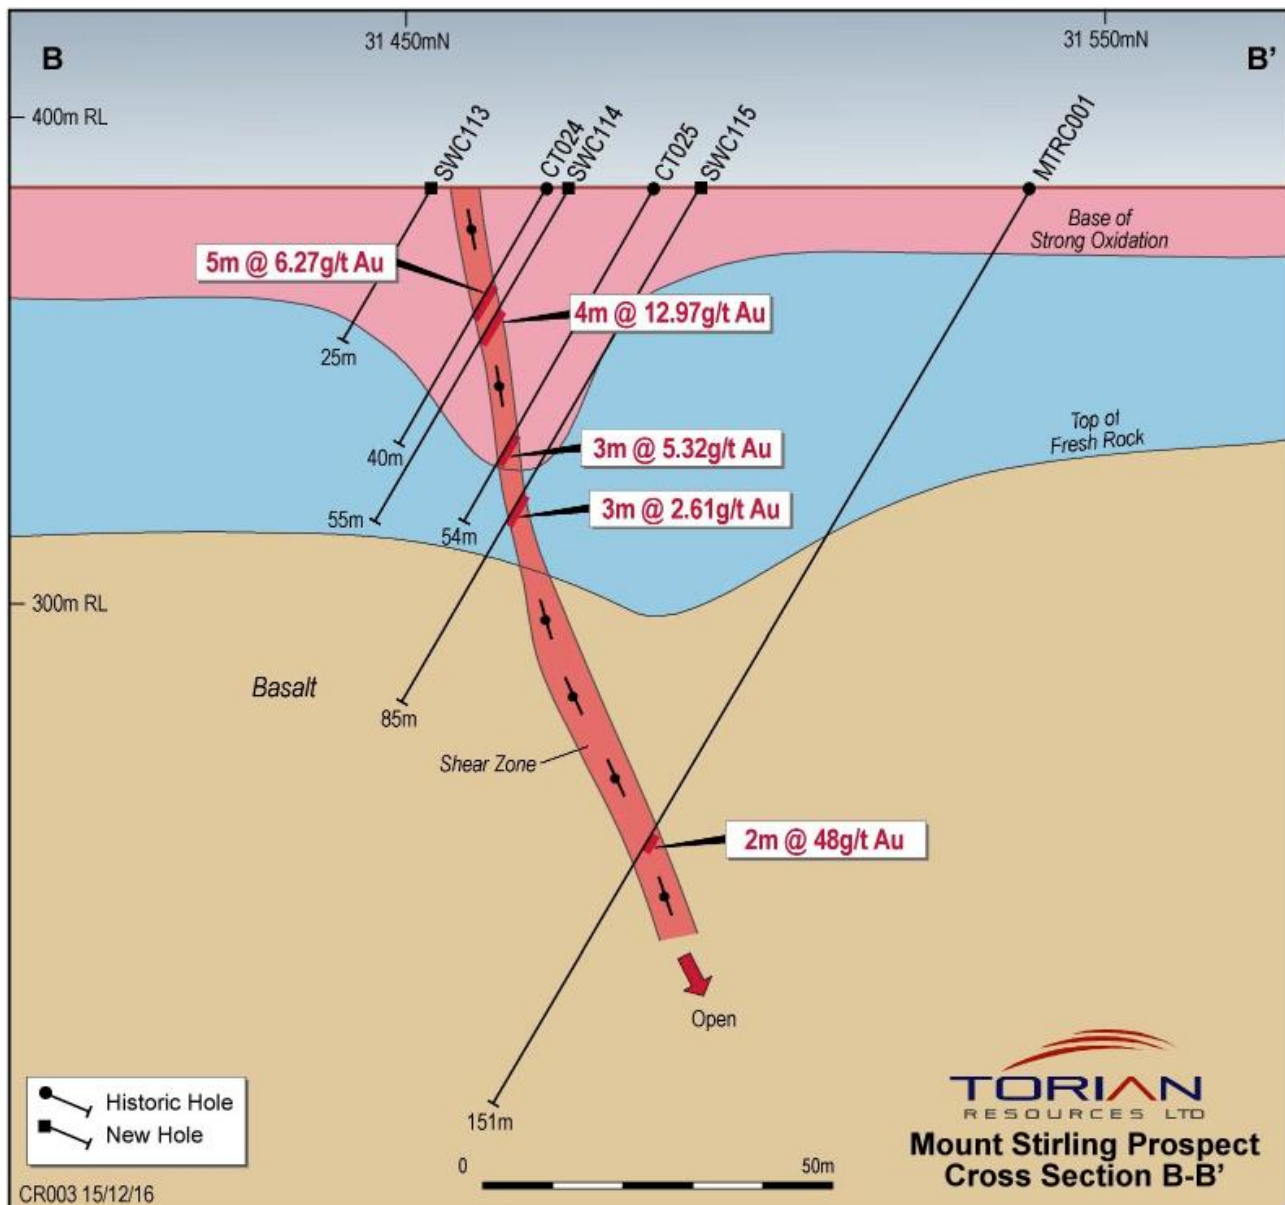 31 450mN
31 550mN
B
B'
400m RL
SWC113
CT024
SWC114
CT025
SWC115
MTRC001
Base of
Strong Oxidation
5m @ 6.27g/t Au
4m @ 12.97g/t Au
25m
Top of
Fresh Rock
40m
3m @ 5.32g/t Au
3m @ 2.61g/t Au
55m
54m
300m RL
Basalt
85m
Shear Zone
2m @ 48g/t Au
Open
151m
Historic Hole
New Hole
CR003 15/12/16
0
50m
TORIAN
RESOURCES LTD
Mount Stirling Prospect
Cross Section B-B'